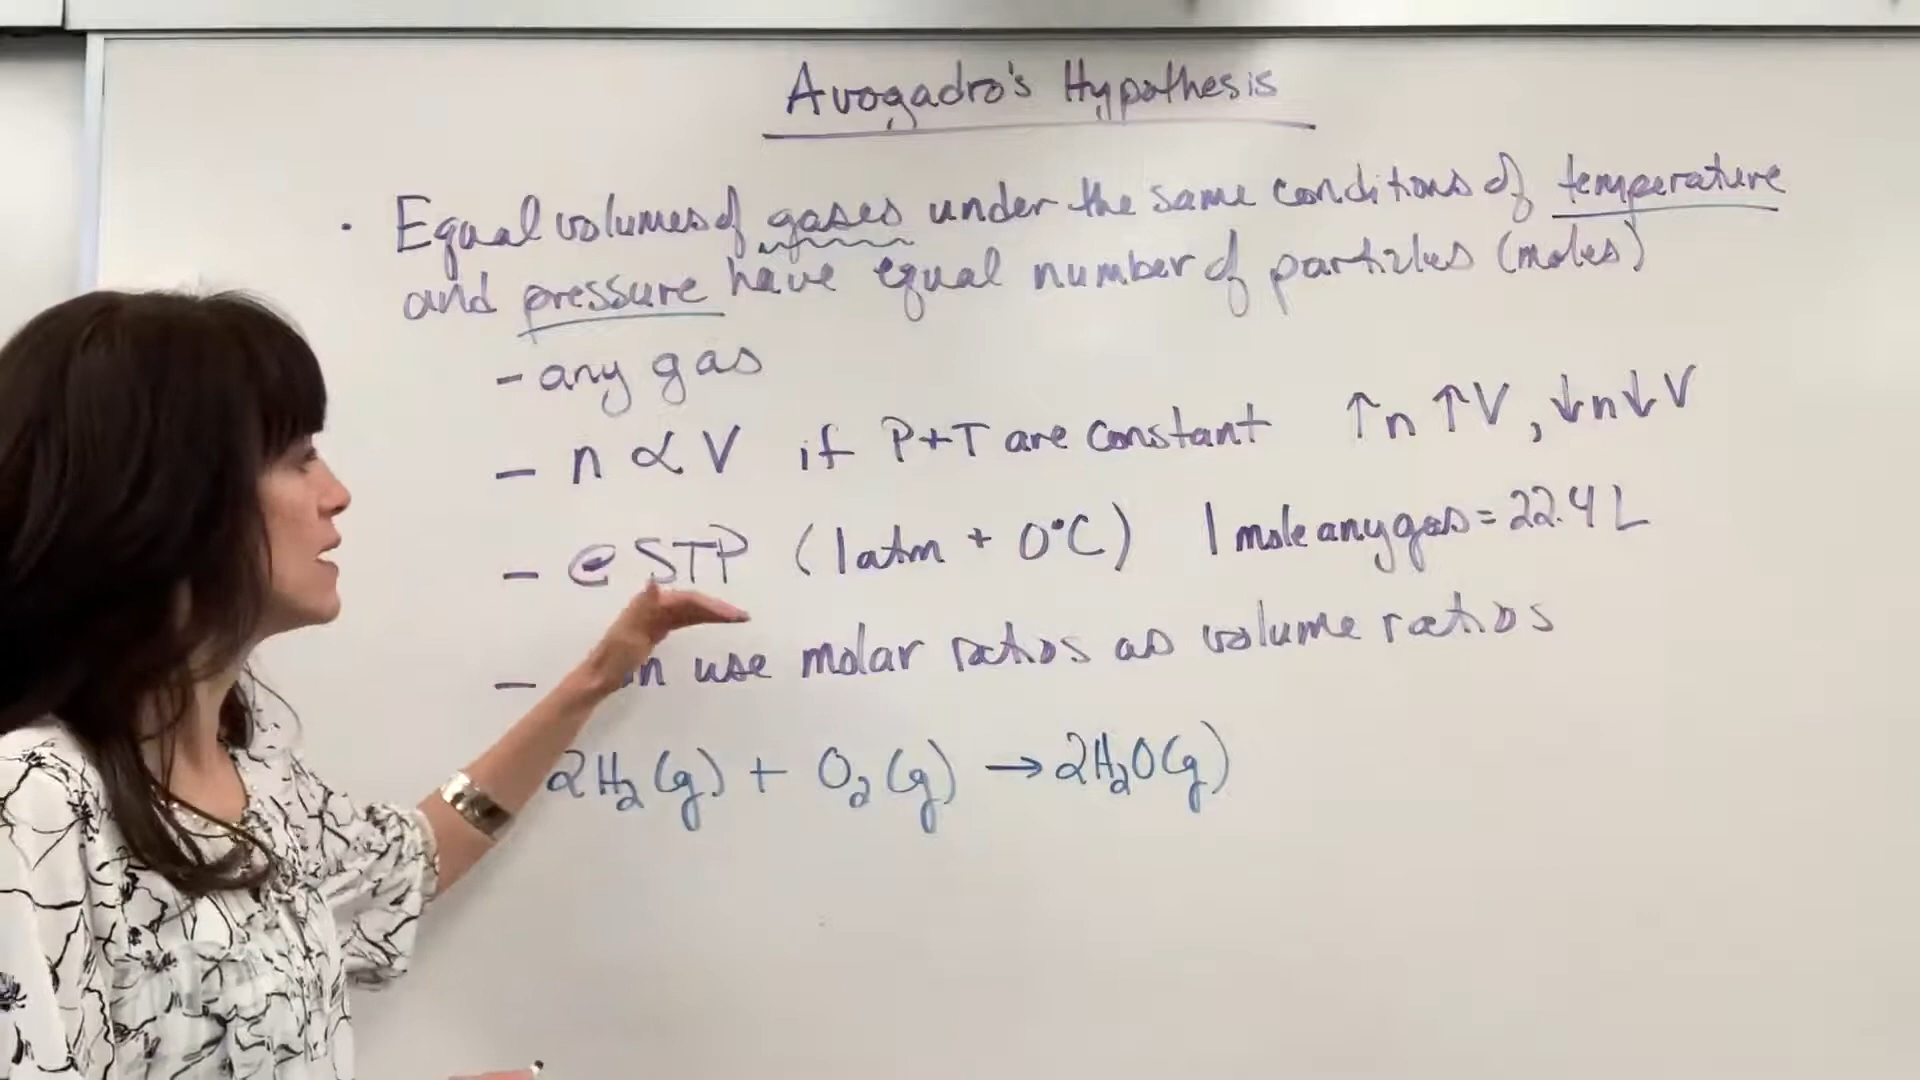 Avogadro's Hypothesis
· Equal volumes of gases under the same conditions of temperature
and pressure have equal number of particles (moles)
- any gas
- n ∝ V if P+T are constant ↑n ↑V, ↓n↓V
- @ STP (1atm + 0°C) 1 mole any gas = 22.4 L
- use molar ratios as volume ratios
2H₂(g) + O₂(g) → 2H₂O(g)